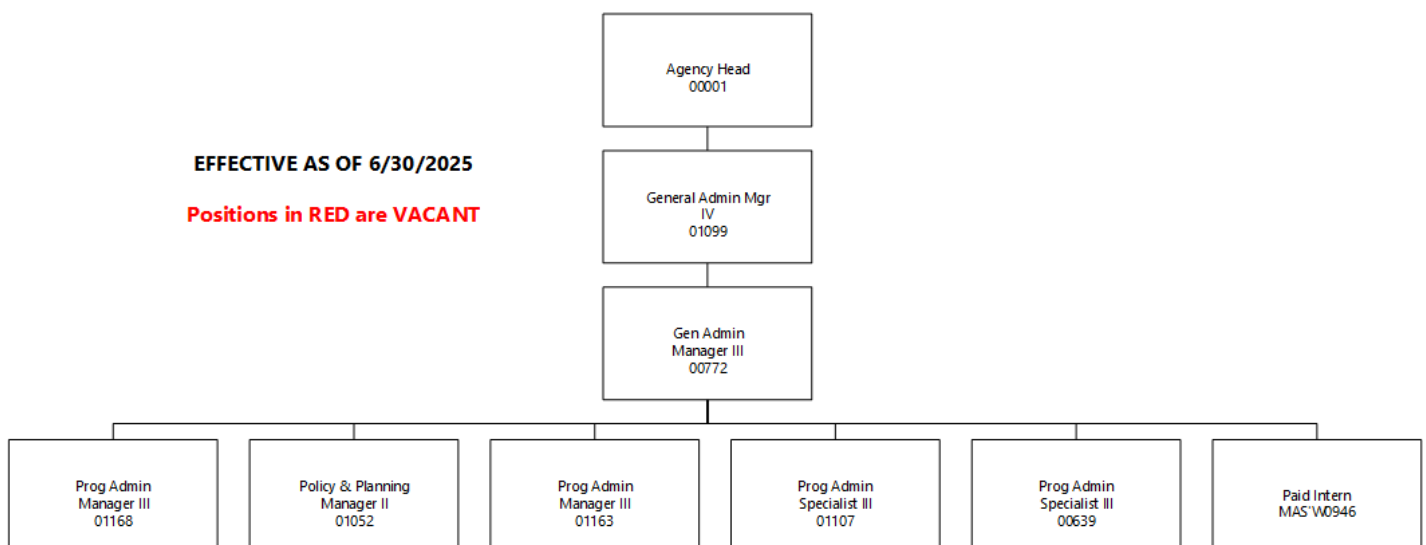 Agency Head
00001
EFFECTIVE AS OF 6/30/2025
Positions in RED are VACANT
General Admin Mgr
IV
01099
Gen Admin
Manager III
00772
Prog Admin
Manager III
01168
Policy & Planning
Manager II
01052
Prog Admin
Manager III
01163
Prog Admin
Specialist III
01107
Prog Admin
Specialist III
00639
Paid Intern
MAS'W0946